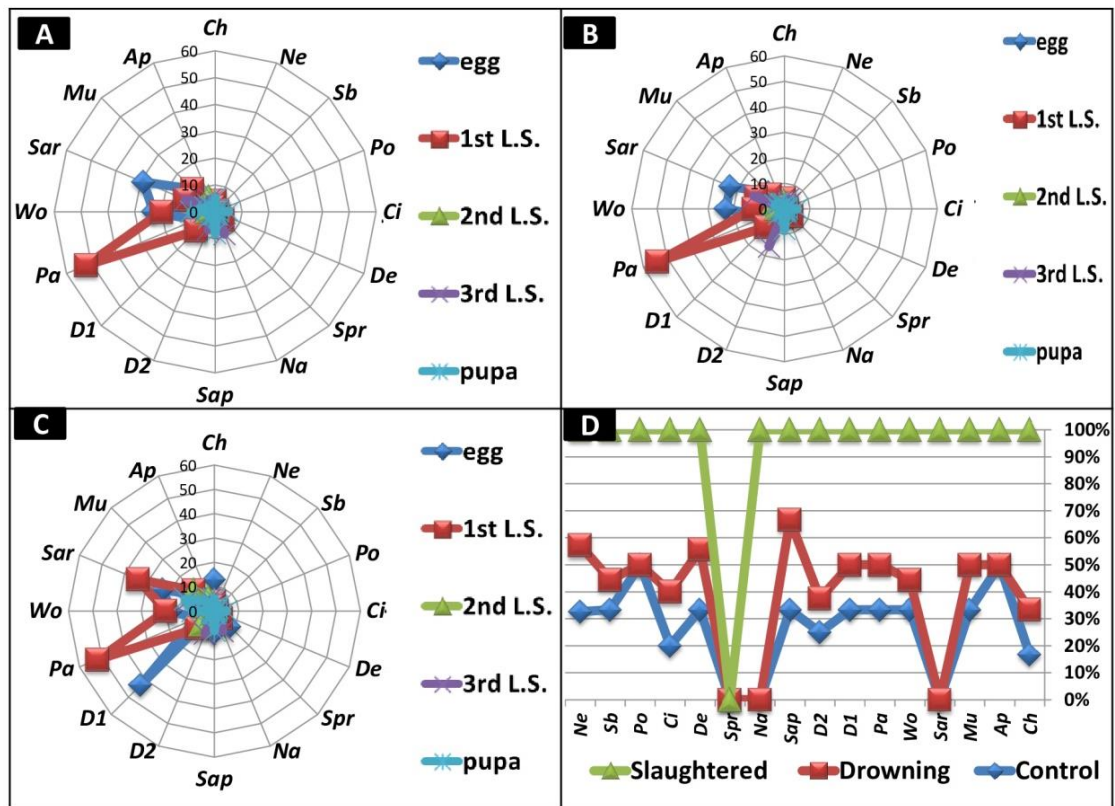 A
Ch
Ne
Sb
Po
Ci
De
Spr
Na
Sap
D2
D1
Pa
Wo
Sar
Mu
Ap
60
50
40
30
20
10
0
egg
1st L.S.
2nd L.S.
3rd L.S.
pupa
B
Ch
Ne
Sb
Po
Ci
De
Spr
Na
Sap
D2
D1
Pa
Wo
Sar
Mu
Ap
60
50
40
30
20
10
0
egg
1st L.S.
2nd L.S.
3rd L.S.
pupa
C
Ch
Ne
Sb
Po
Ci
De
Spr
Na
Sap
D2
D1
Pa
Wo
Sar
Mu
Ap
60
50
40
30
20
10
0
egg
1st L.S.
2nd L.S.
3rd L.S.
pupa
D
100%
90%
80%
70%
60%
50%
40%
30%
20%
10%
0%
Ne Sb Po Ci De Spr Na Sap D2 D1 Pa Wo Sar Mu Ap Ch
Slaughtered Drowning Control